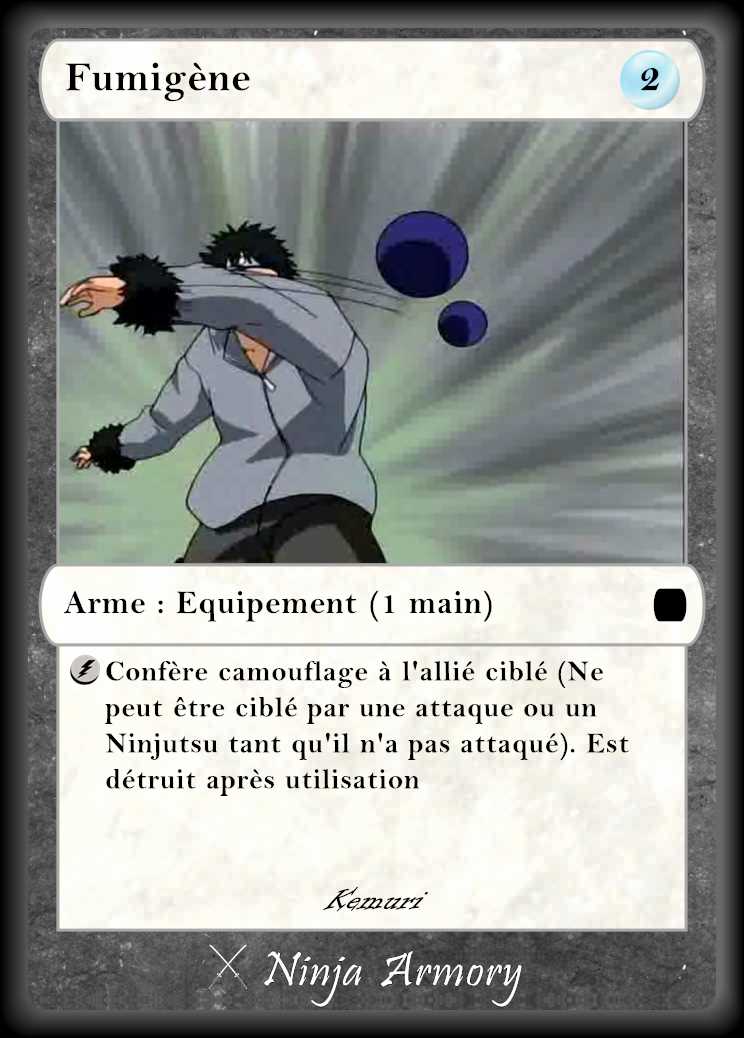 Fumigène
2
Arme : Equipement (1 main)
Confère camouflage à l'allié ciblé (Ne
peut être ciblé par une attaque ou un
Ninjutsu tant qu'il n'a pas attaqué). Est
détruit après utilisation
Kemuri
Ninja Armory